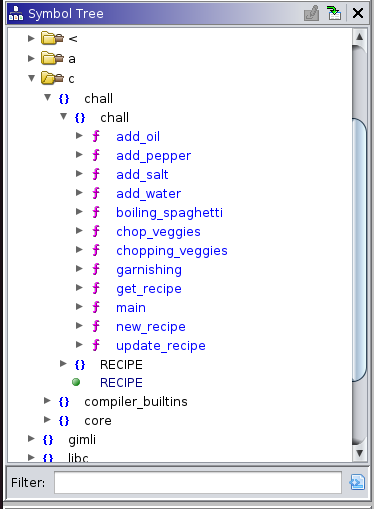 Symbol Tree
<
a
c
{} chall
{} chall
f add_oil
f add_pepper
f add_salt
f add_water
f boiling_spaghetti
f chop_veggies
f chopping_veggies
f garnishing
f get_recipe
f main
f new_recipe
f update_recipe
{} RECIPE
RECIPE
{} compiler_builtins
{} core
{} gimli
{} libc
Filter: